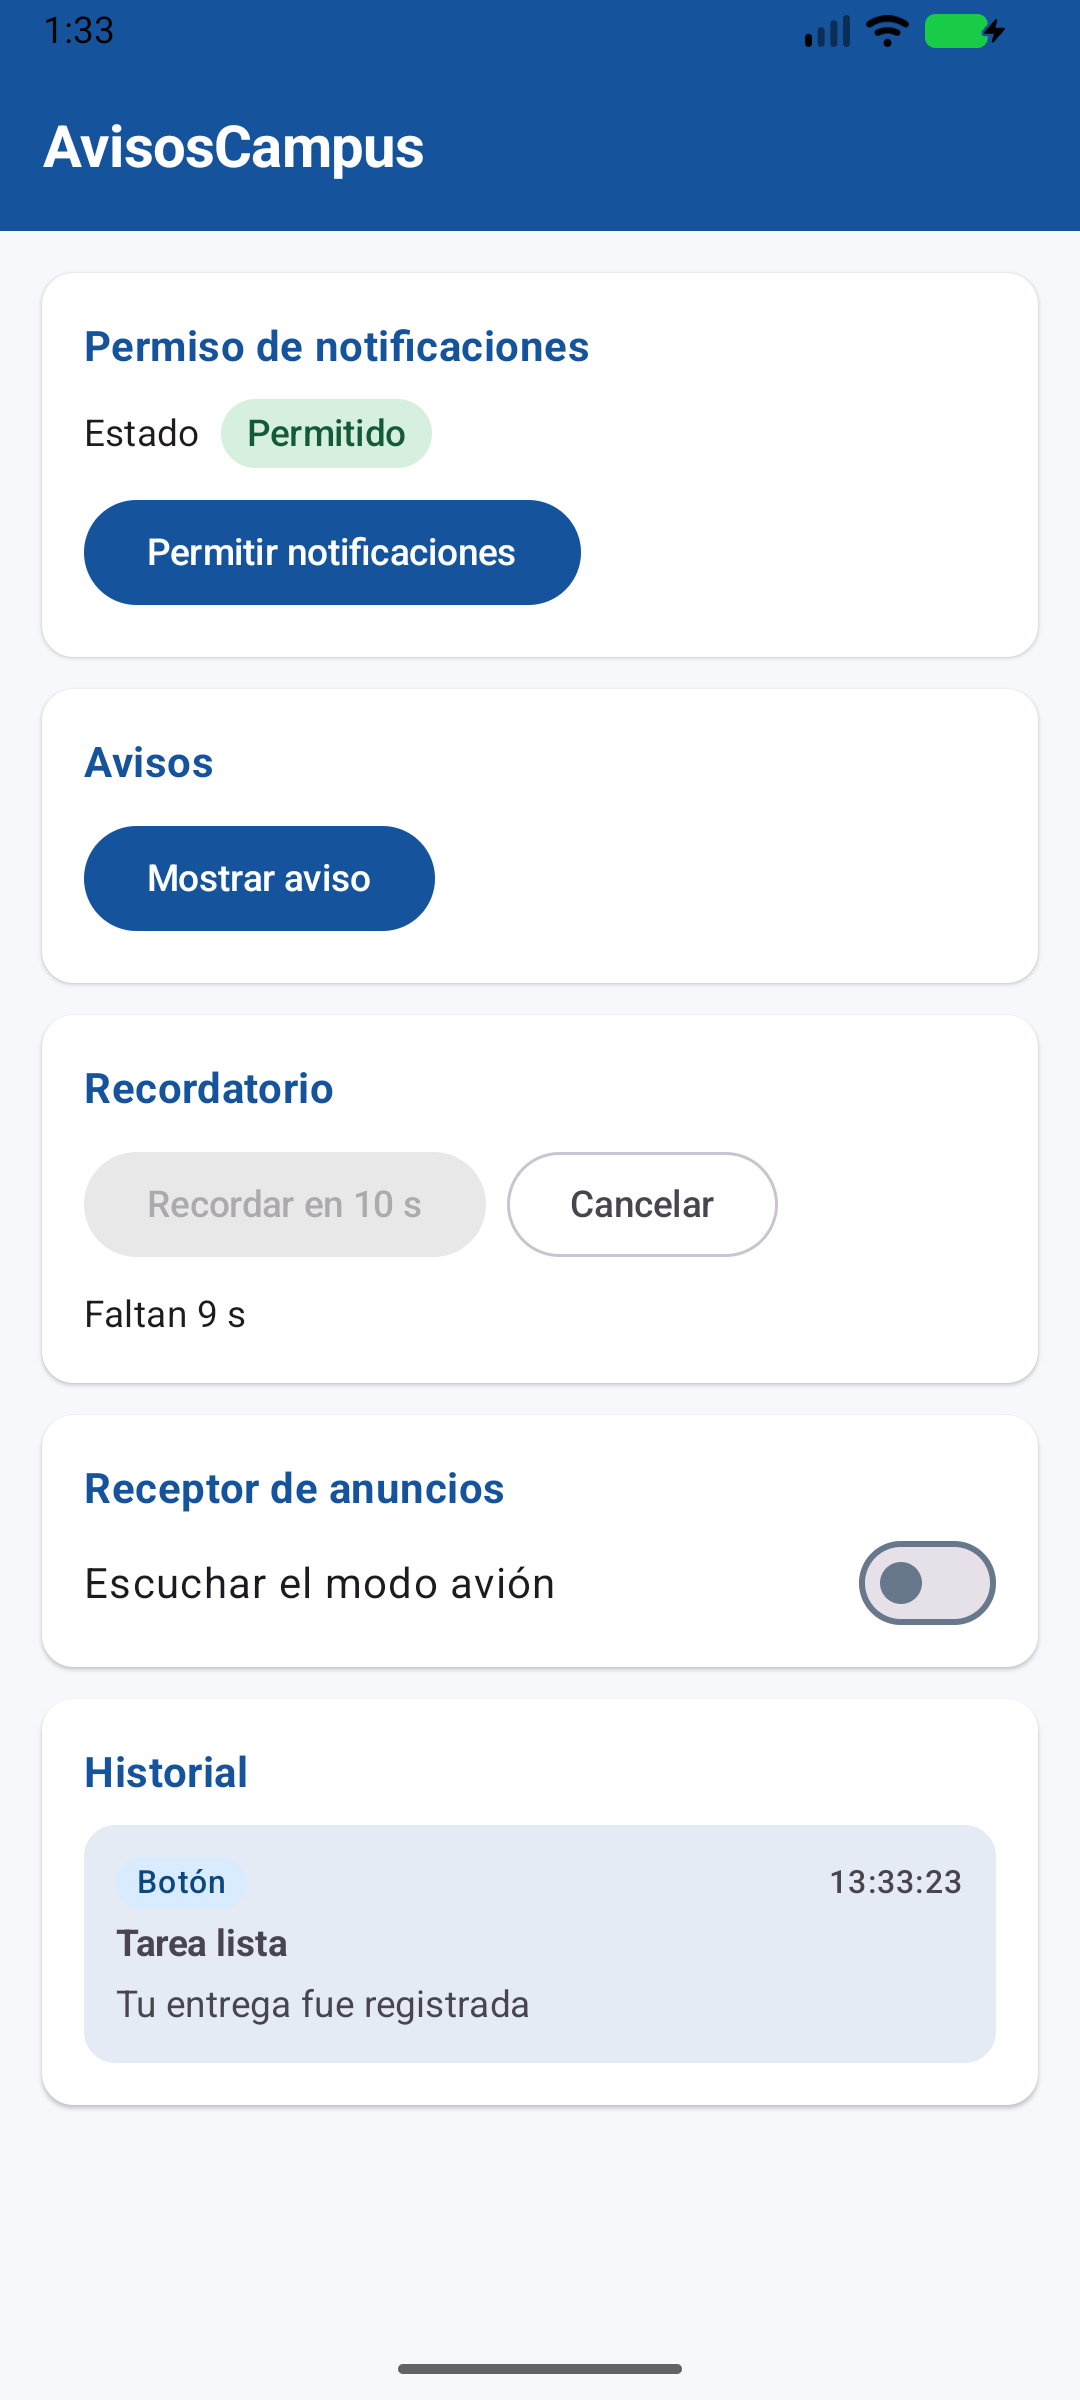 1:33
AvisosCampus
Permiso de notificaciones
Estado Permitido
Permitir notificaciones
Avisos
Mostrar aviso
Recordatorio
Recordar en 10 s Cancelar
Faltan 9 s
Receptor de anuncios
Escuchar el modo avión
Historial
Botón 13:33:23
Tarea lista
Tu entrega fue registrada